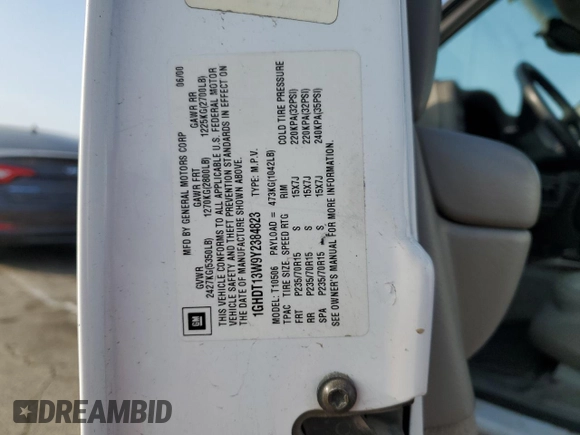 MFD BY GENERAL MOTORS CORP 06/00
GVWR GAWR FRT GAWR RR
2427KG(5350LB) 1270KG(2800LB) 1225KG(2700LB)
THIS VEHICLE CONFORMS TO ALL APPLICABLE U.S. FEDERAL MOTOR
VEHICLE SAFETY AND THEFT PREVENTION STANDARDS IN EFFECT ON
THE DATE OF MANUFACTURE SHOWN ABOVE.
1GHDT13W9Y2384823 TYPE: M.P.V.
MODEL: T10506 PAYLOAD = 473KG(1042LB)
TPAC TIRE SIZE SPEED RTG RIM COLD TIRE PRESSURE
FRT P235/70R15 S 15X7J 220KPA(32PSI)
RR P235/70R15 S 15X7J 220KPA(32PSI)
SPA P235/70R15 S 15X7J 240KPA(35PSI)
SEE OWNER'S MANUAL FOR MORE INFORMATION.
GM
DREAMBID